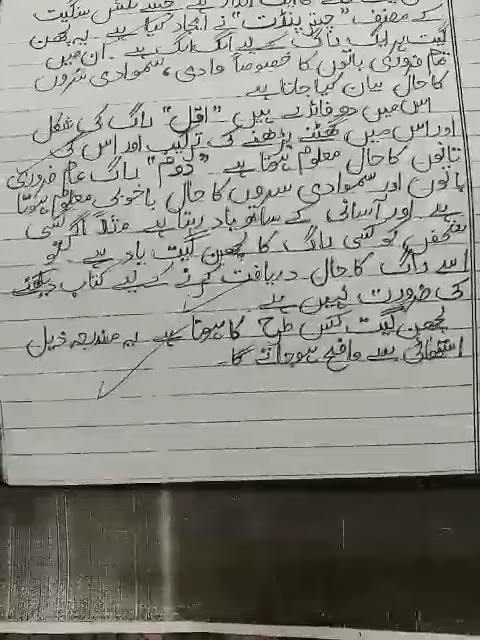 کے مصنف "چتر پنڈت" نے ایجاد کیا ہے۔ یہ لچھن
گیت ہر ایک راگ کے لیے الگ الگ ہے۔ ان میں
تمام ضروری باتوں کا خصوصاً وادی، سموادی سروں
کا حال بیان کیا جاتا ہے
اس میں دو فائدے ہیں "اول" راگ کی شکل
اور اس میں گھٹنے بڑھنے کی ترکیب اور اس کی
تانوں کا حال معلوم ہوتا ہے۔ "دوم" راگ عام ضروری
باتوں اور سموادی سروں کا حال باخوبی معلوم ہوتا
ہے۔ اور آسانی کے ساتھ یاد رہتا ہے مثلاً اگر کسی
شخص کو کسی راگ کا لچھن گیت یاد ہے۔ تو
اسے راگ کا حال دریافت کرنے کے لیے کتاب دیکھنے
کی ضرورت نہیں ہے
لچھن گیت کس طرح کا ہوتا ہے یہ مندرجہ ذیل
استھائی سے واضح ہو جائے گا۔